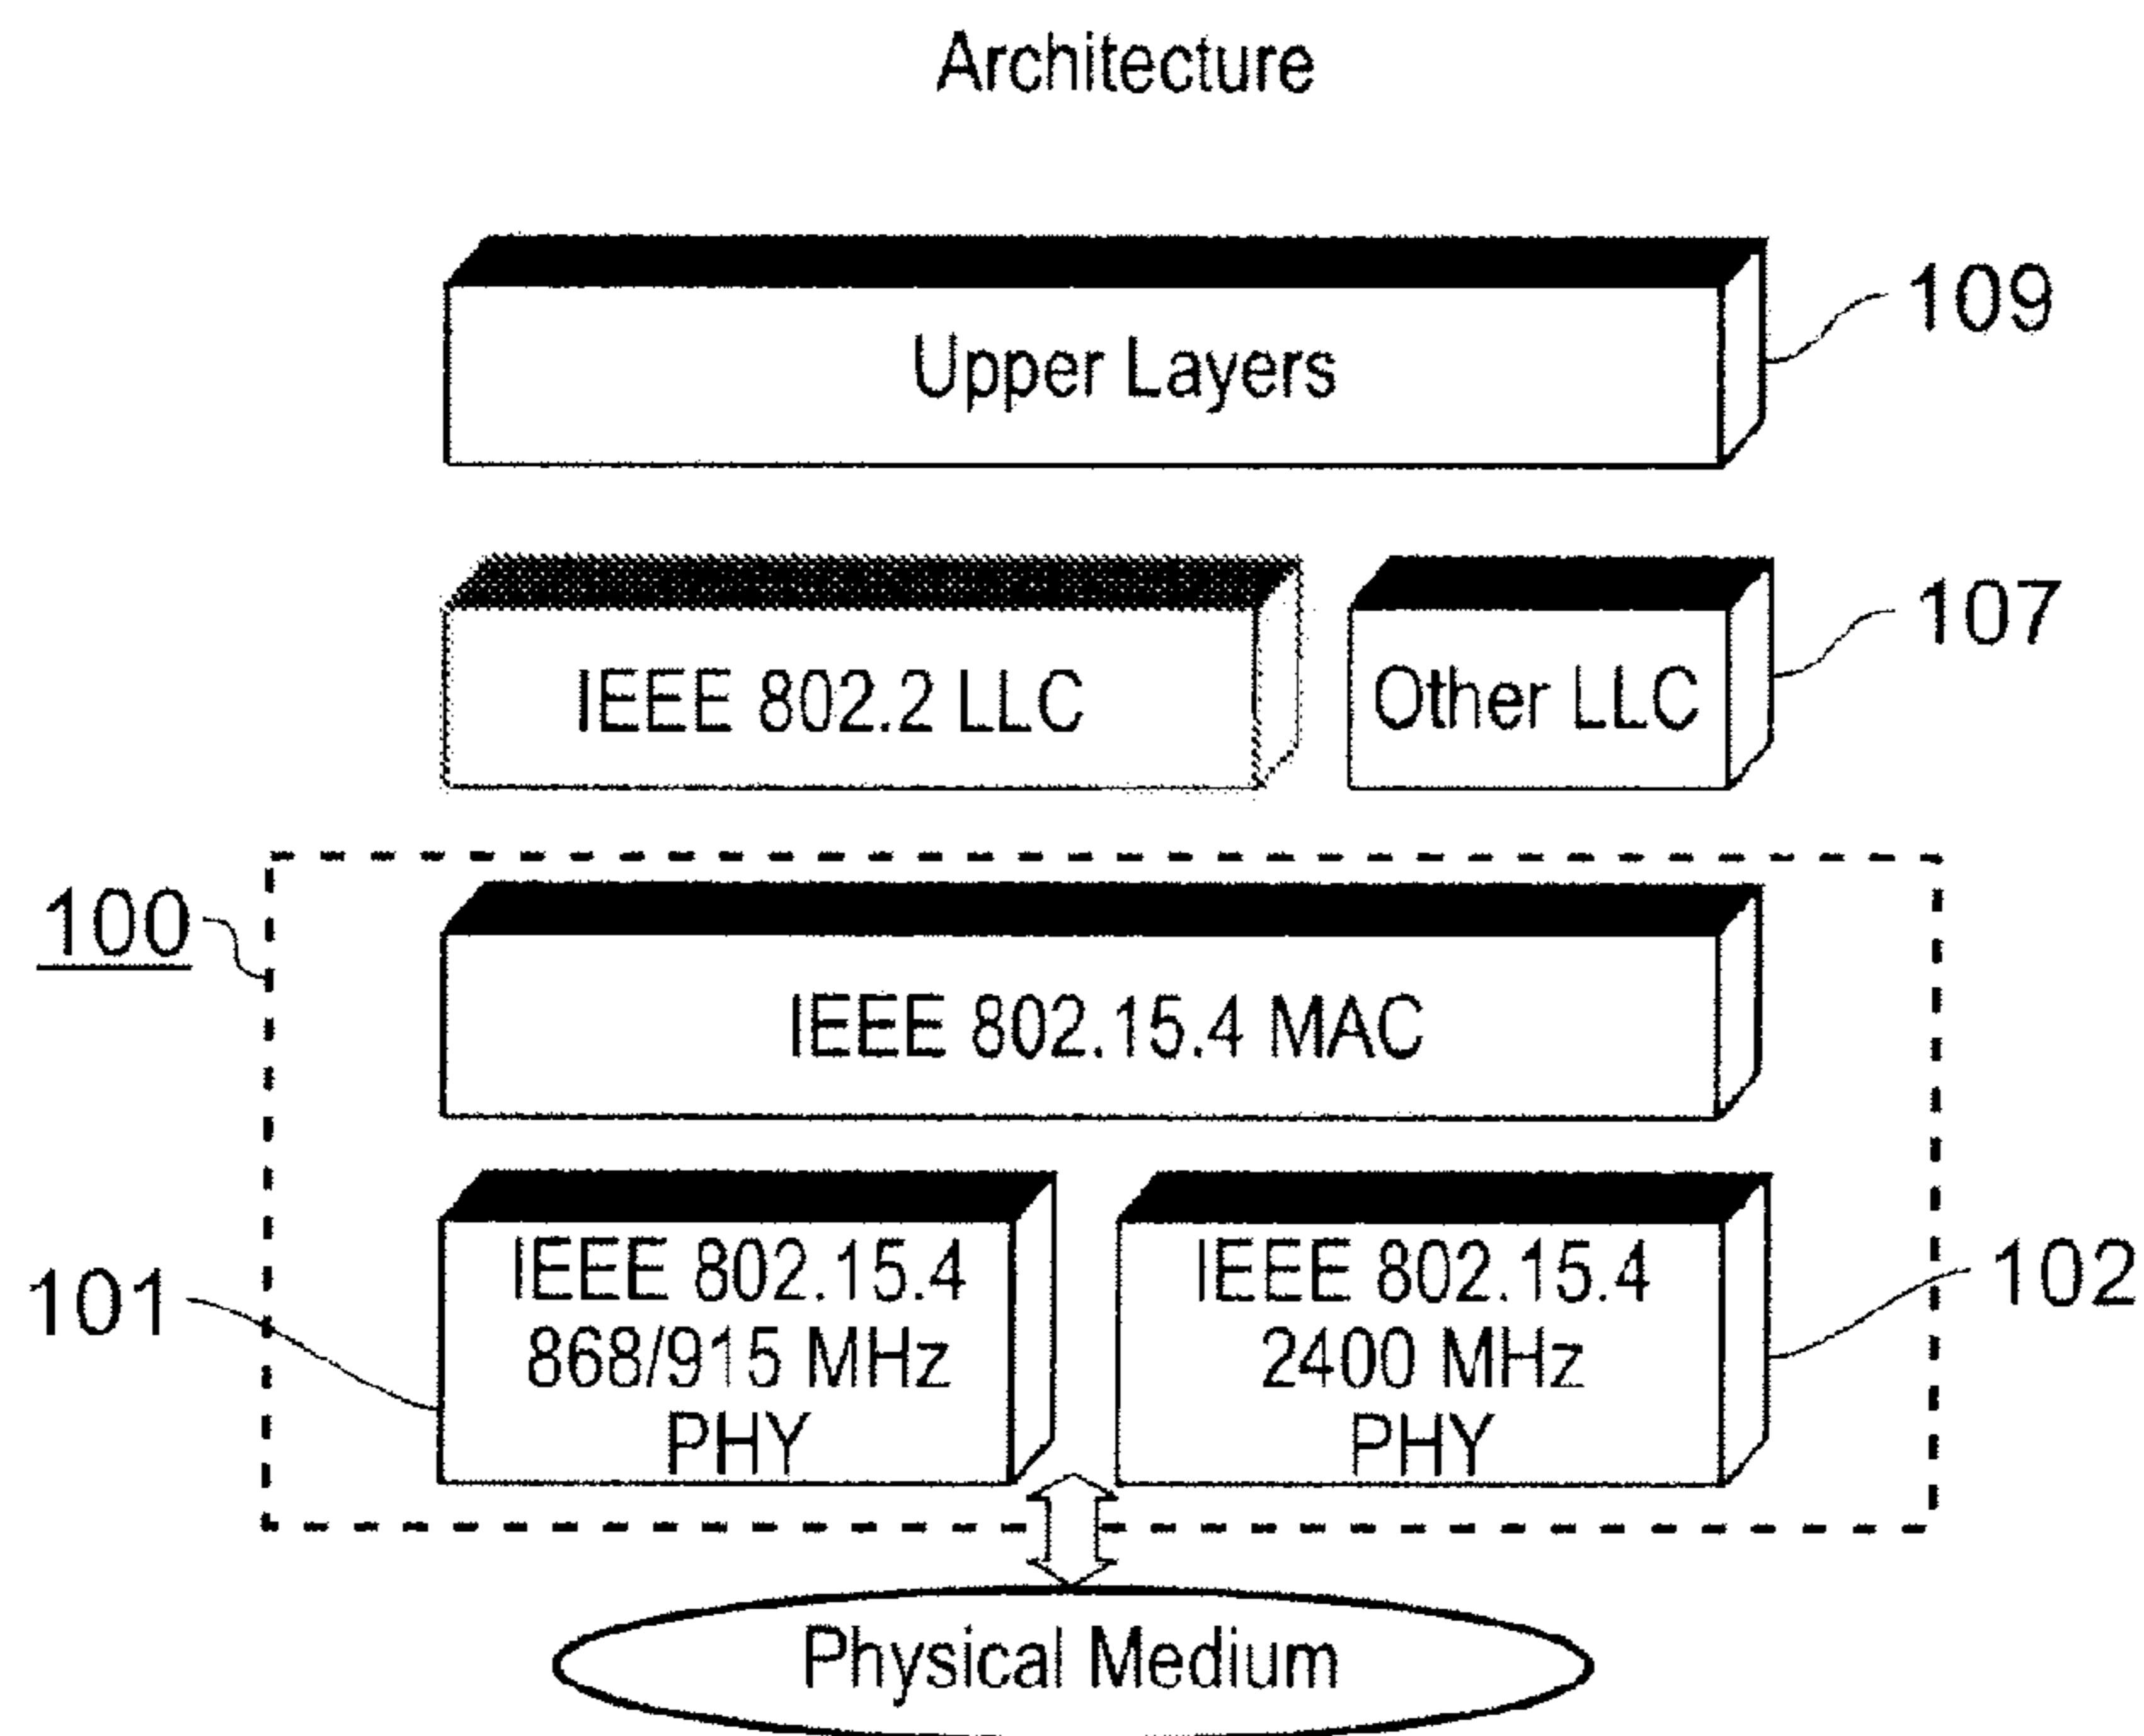 Architecture
Upper Layers
109
IEEE 802.2 LLC
Other LLC
107
100
IEEE 802.15.4 MAC
101
IEEE 802.15.4
868/915 MHz
PHY
IEEE 802.15.4
2400 MHz
PHY
102
Physical Medium